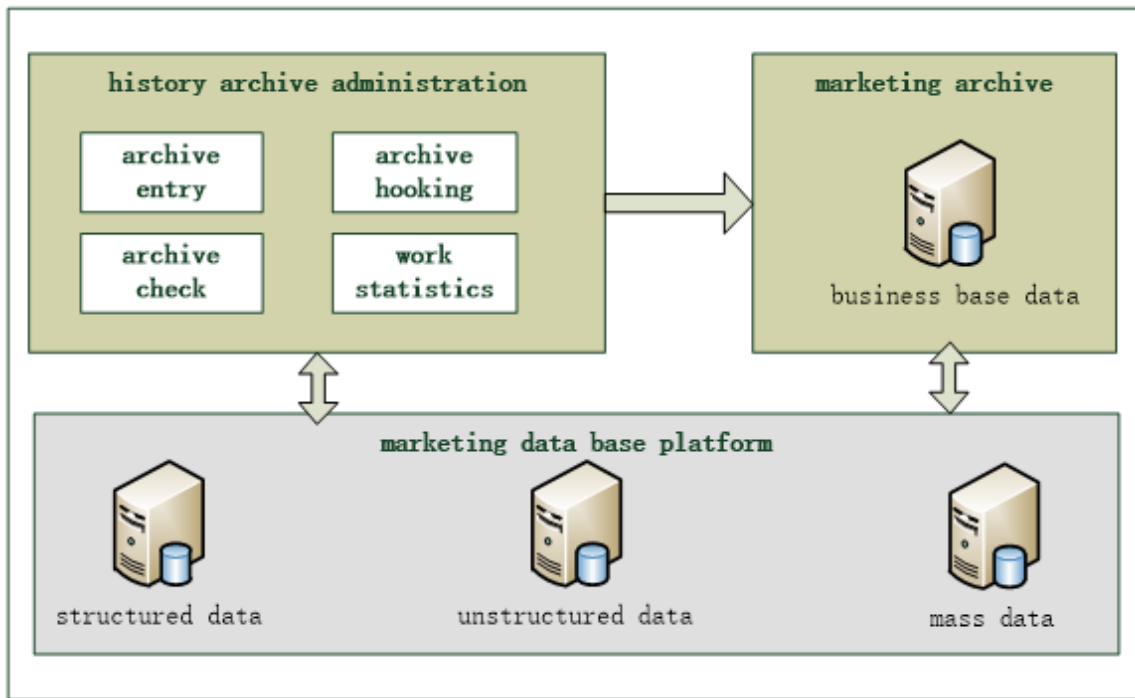 history archive administration
marketing archive
archive
entry
archive
hooking
archive
check
work
statistics
business base data
marketing data base platform
structured data
unstructured data
mass data